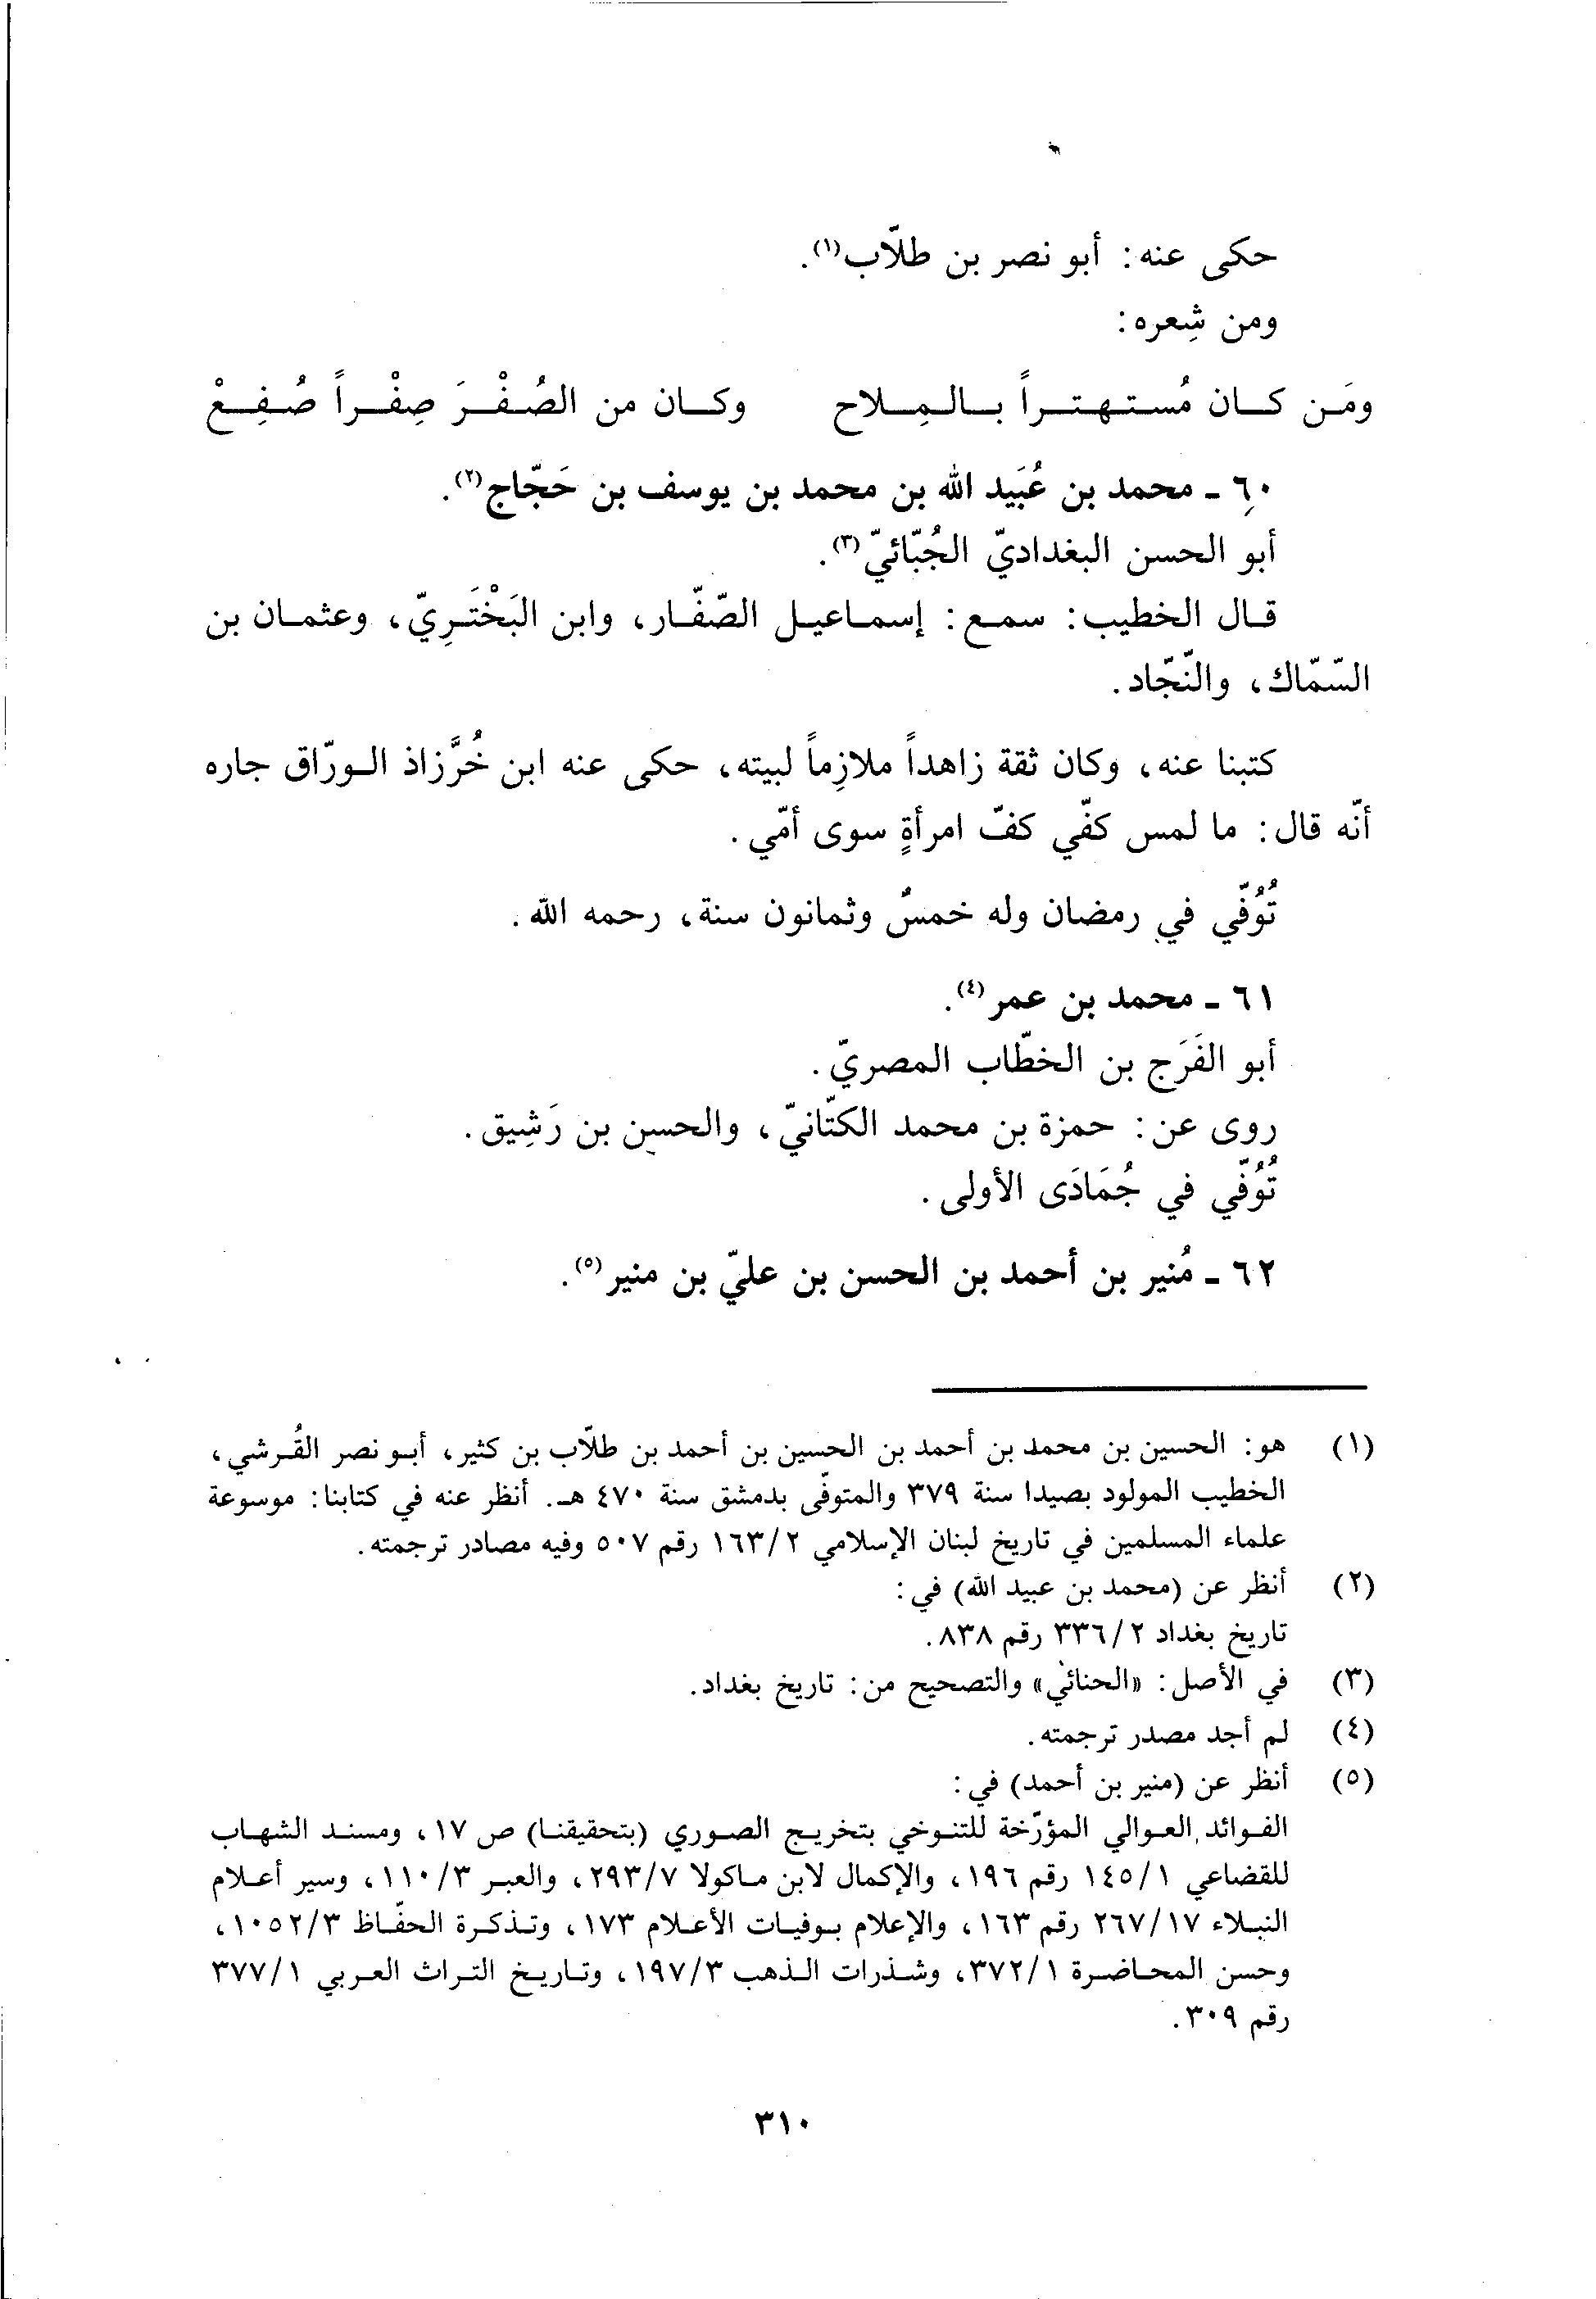 حكى عنه: أبو نصر بن طلّاب(١).
ومن شِعره:
ومَن كان مُستهتراً بالمِلاح وكان من الصُفْرَ صِفْراً صُفِعْ
٦٠ - محمد بن عُبَيد الله بن محمد بن يوسف بن حَجّاج(٢).
أبو الحسن البغداديّ الجُبّائيّ(٣).
قال الخطيب: سمع: إسماعيل الصّفّار، وابن البَخْتَرِيّ، وعثمان بن
السّمّاك، والنّجّاد.
كتبنا عنه، وكان ثقة زاهداً ملازِماً لبيته، حكى عنه ابن خُرَّزاذ الورّاق جاره
أنّه قال: ما لمس كفّي كفّ امرأةٍ سوى أمّي.
تُوُفّي في رمضان وله خمسٌ وثمانون سنة، رحمه الله.
٦١ - محمد بن عمر(٤).
أبو الفَرَج بن الخطّاب المصريّ.
روى عن: حمزة بن محمد الكتّانيّ، والحسين بن رَشِيق.
تُوُفّي في جُمَادَى الأولى.
٦٢ - مُنير بن أحمد بن الحسن بن عليّ بن منير(٥).
(١) هو: الحسين بن محمد بن أحمد بن الحسين بن أحمد بن طلّاب بن كثير، أبو نصر القُرشي،
الخطيب المولود بصيدا سنة ٣٧٩ والمتوفّى بدمشق سنة ٤٧٠ هـ. أنظر عنه في كتابنا: موسوعة
علماء المسلمين في تاريخ لبنان الإسلامي ١٦٣/٢ رقم ٥٠٧ وفيه مصادر ترجمته.
(٢) أنظر عن (محمد بن عبيد الله) في:
تاريخ بغداد ٣٣٦/٢ رقم ٨٣٨.
(٣) في الأصل: «الحنائي» والتصحيح من: تاريخ بغداد.
(٤) لم أجد مصدر ترجمته.
(٥) أنظر عن (منير بن أحمد) في:
الفوائد العوالي المؤرّخة للتنوخي بتخريج الصوري (بتحقيقنا) ص ١٧، ومسند الشهاب
للقضاعي ١٤٥/١ رقم ١٩٦، والإكمال لابن ماكولا ٢٩٣/٧، والعبر ١١٠/٣، وسير أعلام
النبلاء ٢٦٧/١٧ رقم ١٦٣، والإعلام بوفيات الأعلام ١٧٣، وتذكرة الحفّاظ ١٠٥٢/٣،
وحسن المحاضرة ٣٧٢/١، وشذرات الذهب ١٩٧/٣، وتاريخ التراث العربي ٣٧٧/١
رقم ٣٠٩.
٣١٠